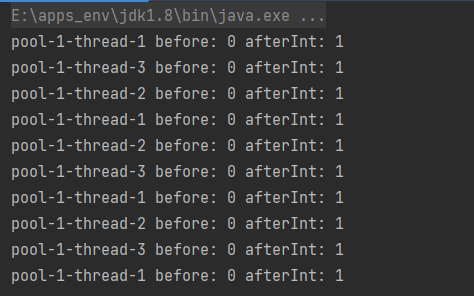 E:\apps_env\jdk1.8\bin\java.exe ...
pool-1-thread-1 before: 0 afterInt: 1
pool-1-thread-3 before: 0 afterInt: 1
pool-1-thread-2 before: 0 afterInt: 1
pool-1-thread-1 before: 0 afterInt: 1
pool-1-thread-2 before: 0 afterInt: 1
pool-1-thread-3 before: 0 afterInt: 1
pool-1-thread-1 before: 0 afterInt: 1
pool-1-thread-2 before: 0 afterInt: 1
pool-1-thread-3 before: 0 afterInt: 1
pool-1-thread-1 before: 0 afterInt: 1